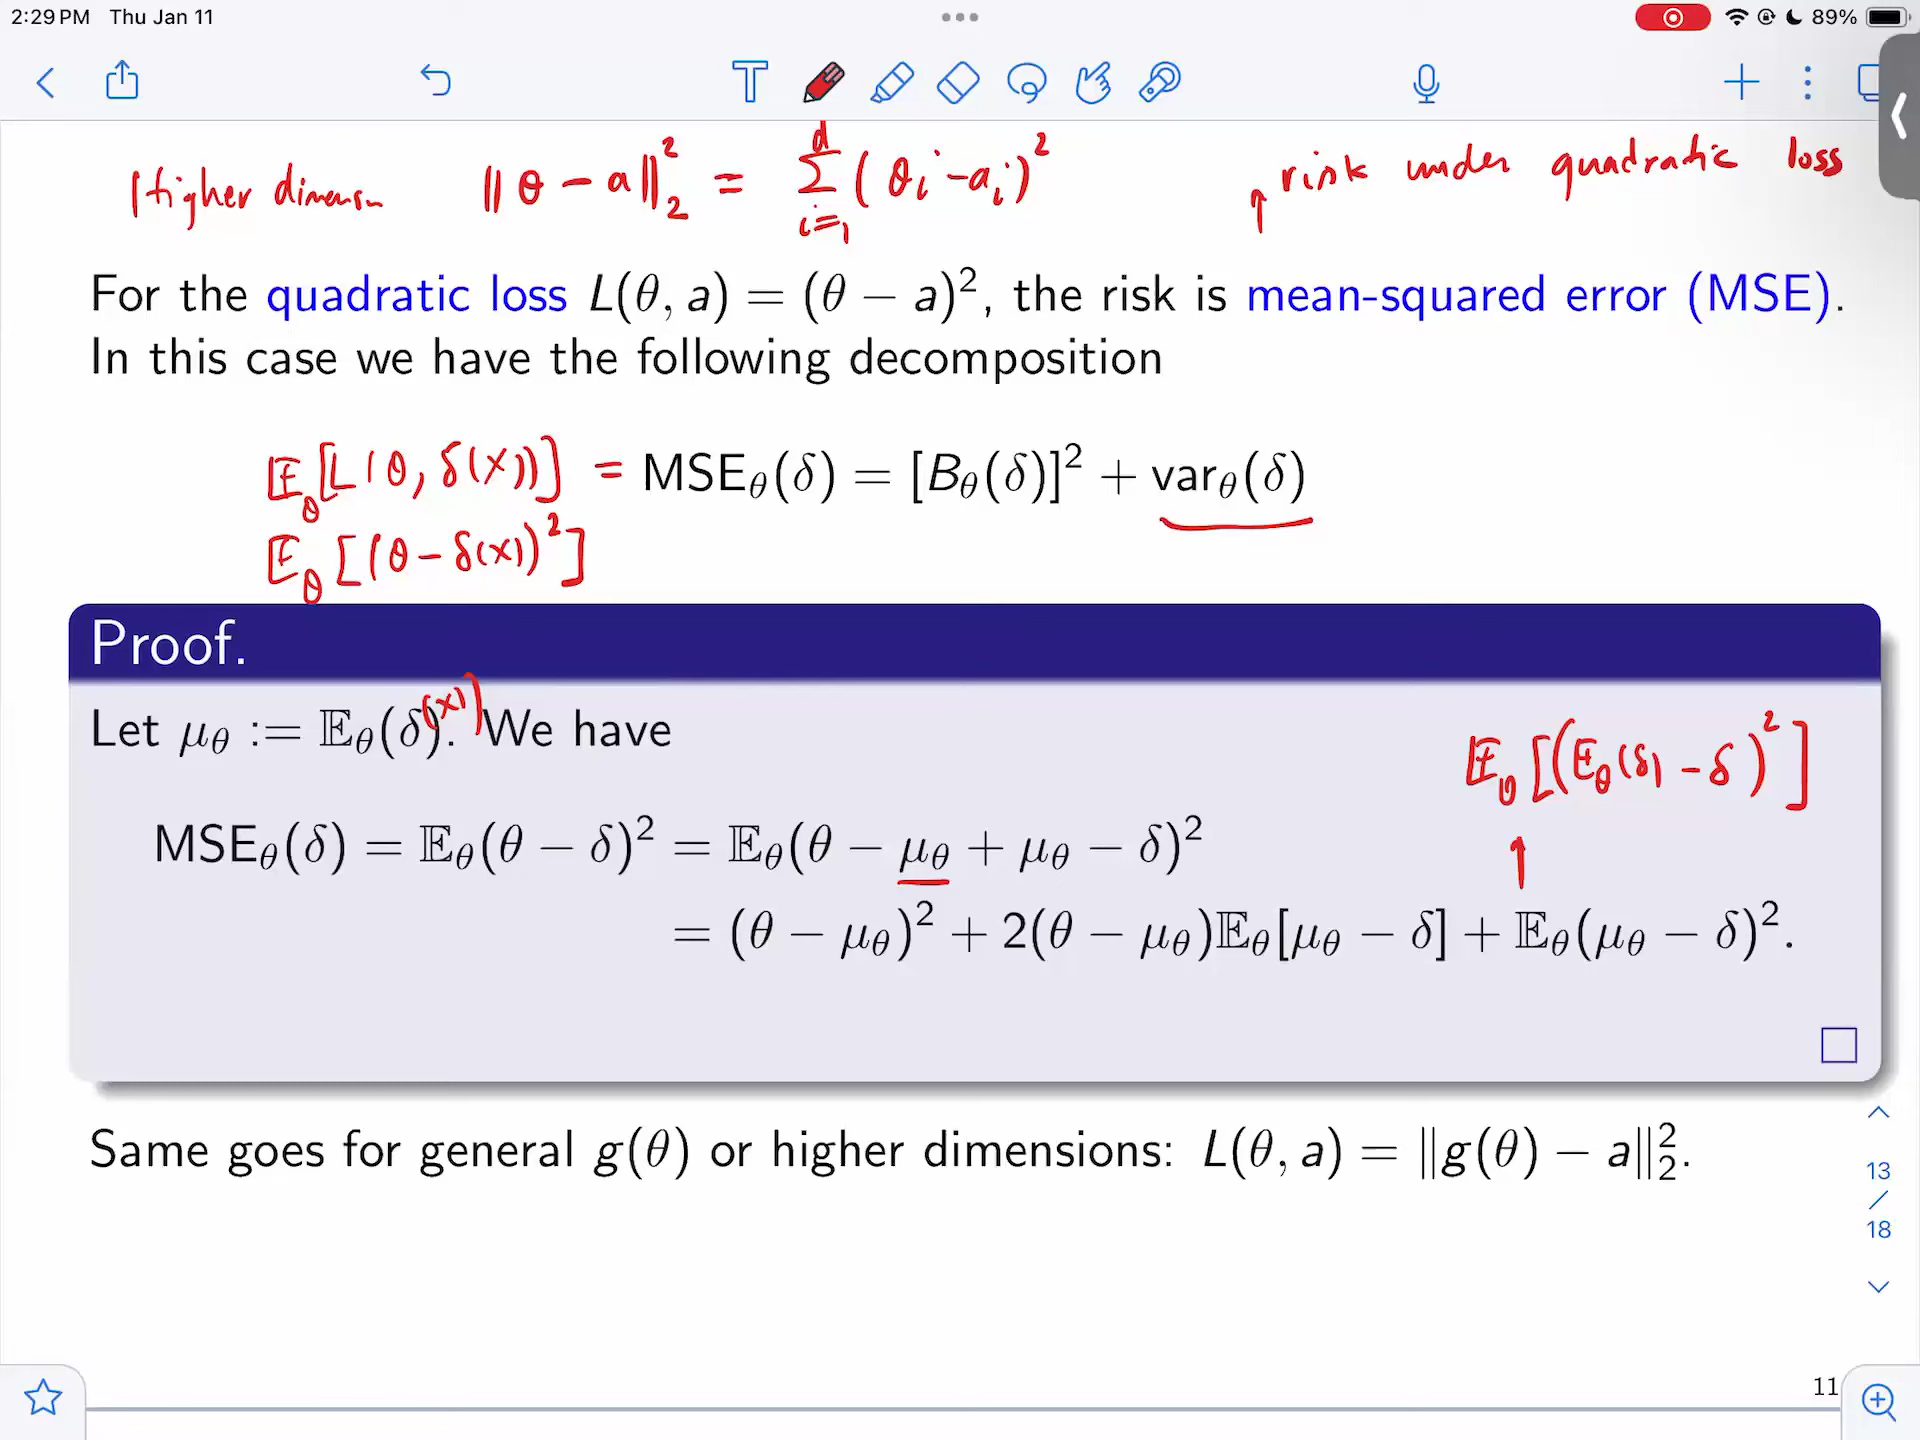 2:29 PM Thu Jan 11 89%
Higher dimension ‖θ − a‖₂² = Σ_{i=1}^{d} (θi − ai)² ↑ risk under quadratic loss
For the quadratic loss L(θ, a) = (θ − a)², the risk is mean-squared error (MSE).
In this case we have the following decomposition
𝔼_θ[L(θ, δ(X))] = MSE_θ(δ) = [B_θ(δ)]² + var_θ(δ)
𝔼_θ[(θ − δ(X))²]
Proof.
Let μ_θ := 𝔼_θ(δ(X)). We have
𝔼_θ[(𝔼_θ(δ) − δ)²]
MSE_θ(δ) = 𝔼_θ(θ − δ)² = 𝔼_θ(θ − μ_θ + μ_θ − δ)² ↑
= (θ − μ_θ)² + 2(θ − μ_θ)𝔼_θ[μ_θ − δ] + 𝔼_θ(μ_θ − δ)².
□
Same goes for general g(θ) or higher dimensions: L(θ, a) = ‖g(θ) − a‖₂².
13
/
18
11